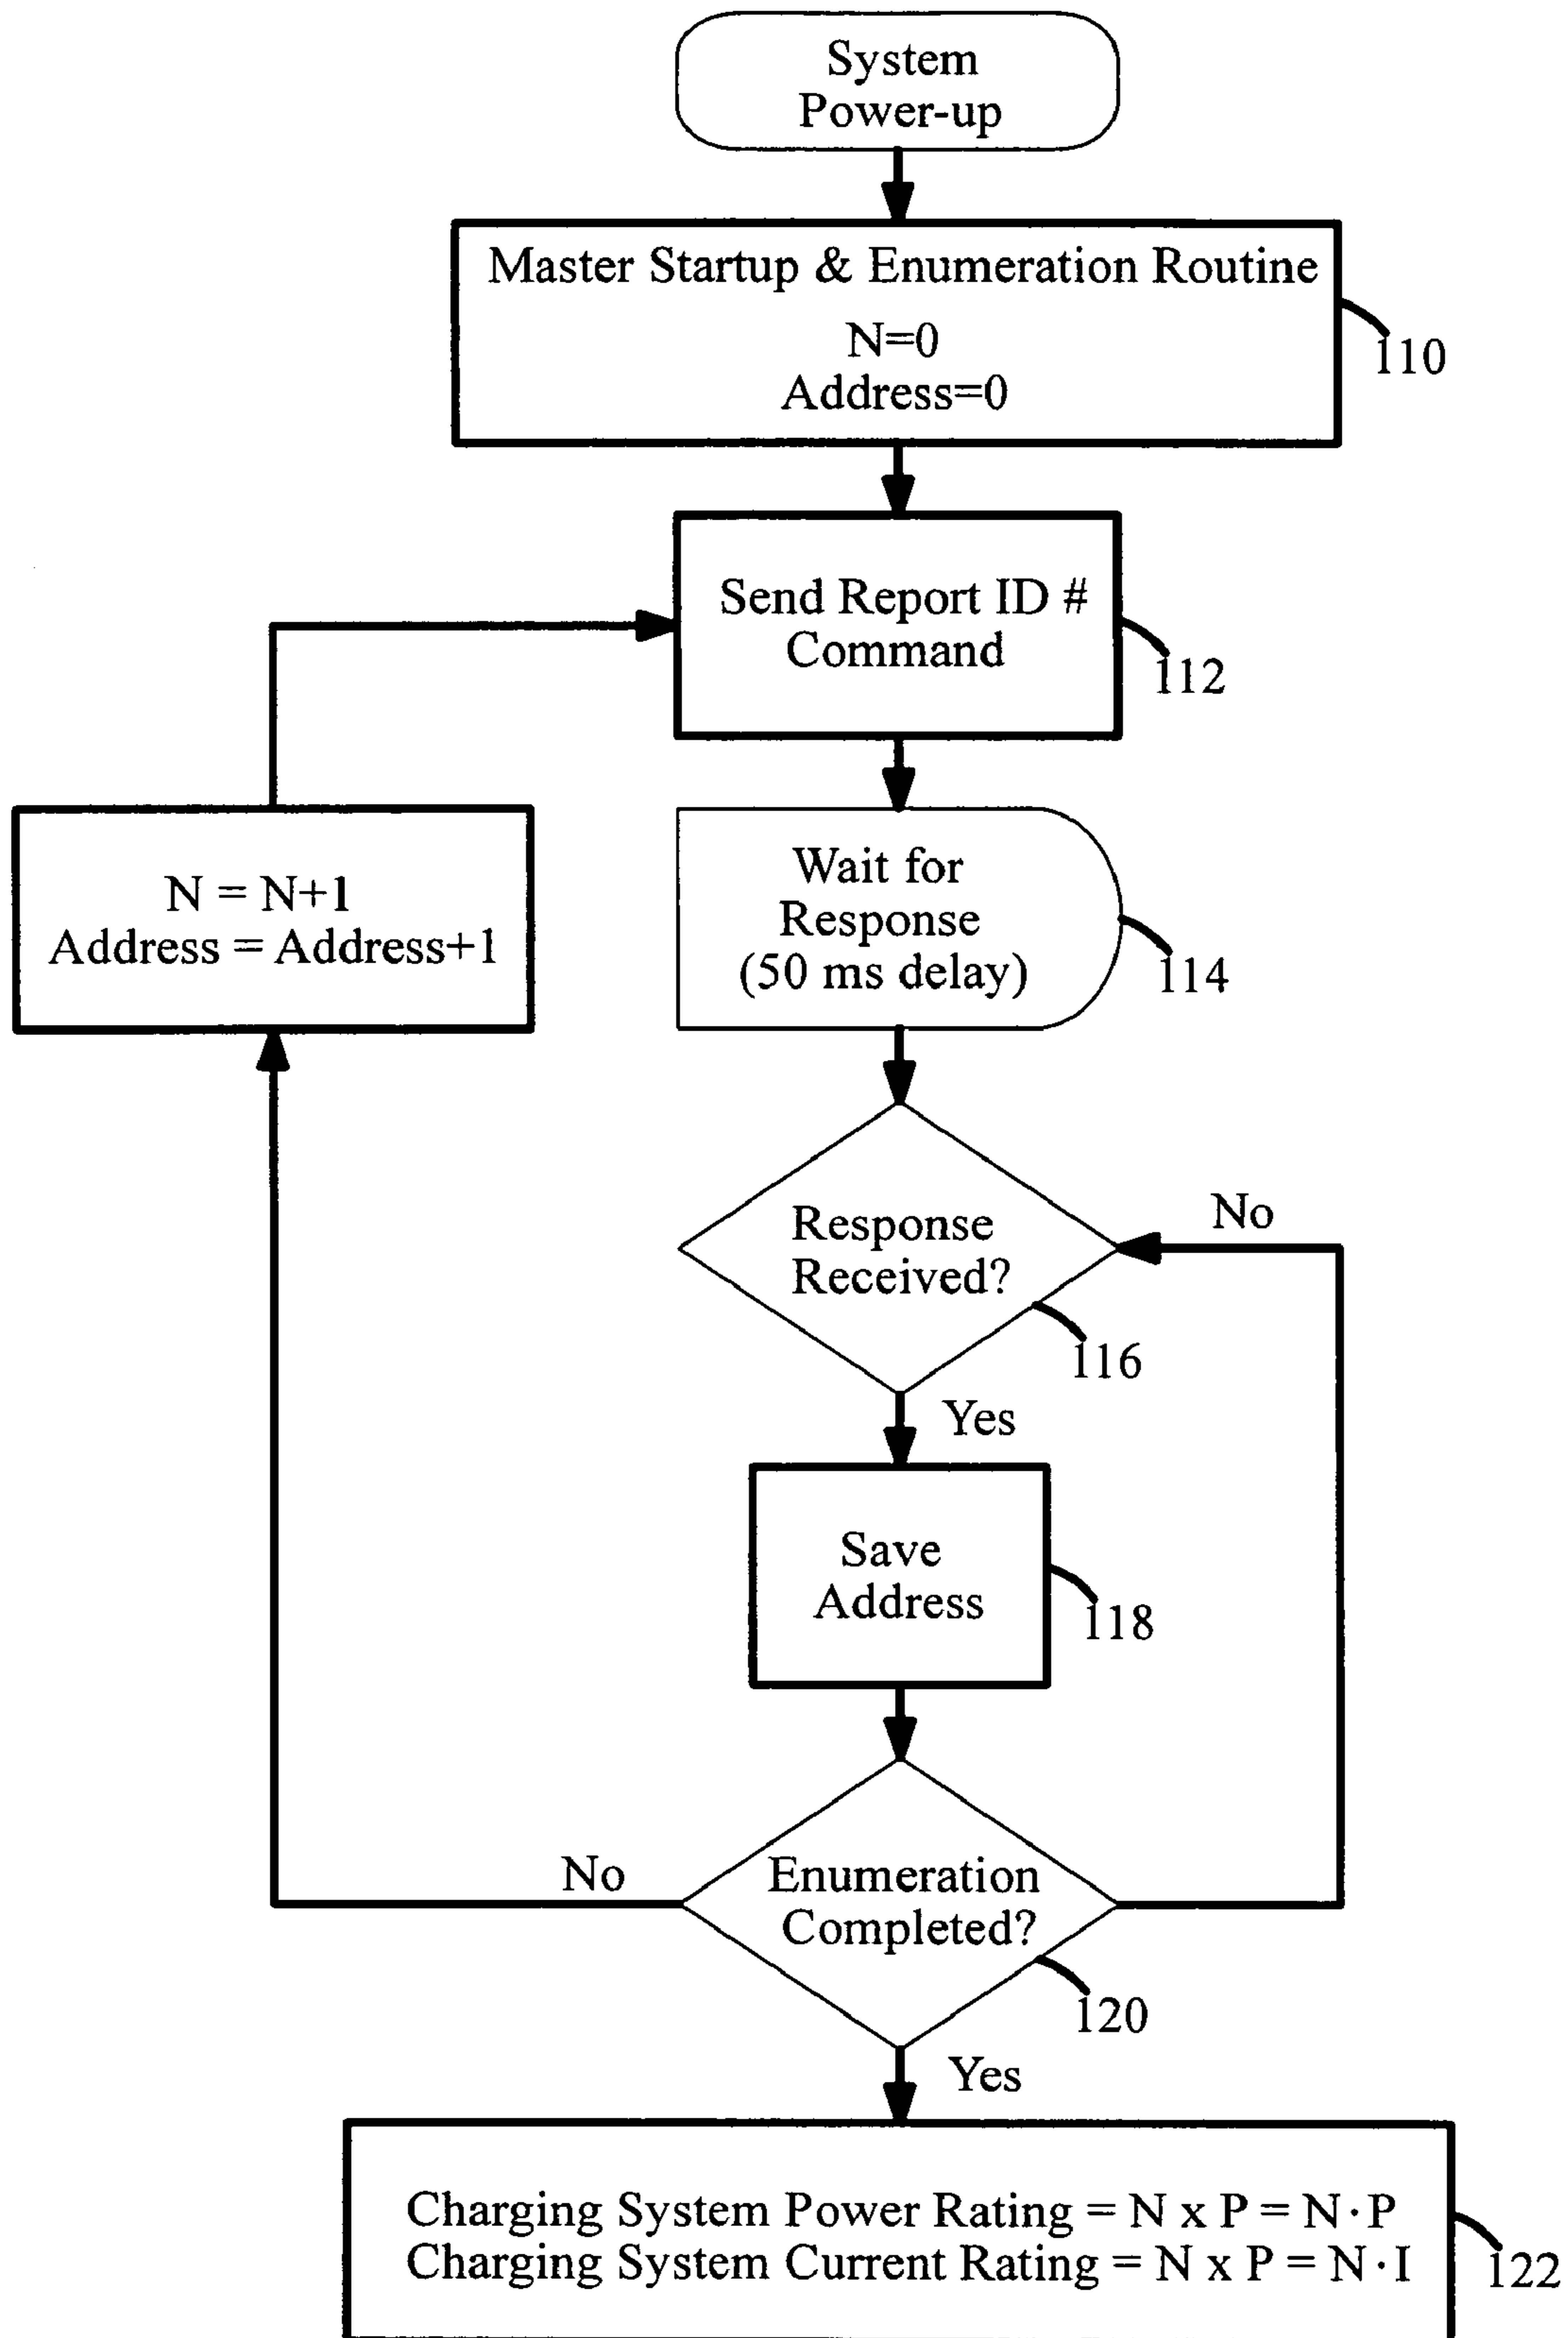 System
Power-up
Master Startup & Enumeration Routine
N=0
Address=0
110
Send Report ID #
Command
112
N = N+1
Address = Address+1
Wait for
Response
(50 ms delay)
114
Response
Received?
No
116
Yes
Save
Address
118
No
Enumeration
Completed?
120
Yes
Charging System Power Rating = N x P = N·P
Charging System Current Rating = N x P = N·I
122